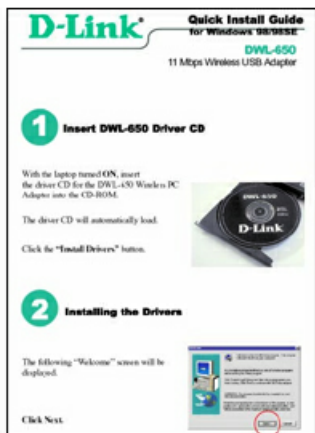 D-Link
Quick Install Guide
for Windows 98/98SE
DWL-650
11 Mbps Wireless USB Adapter
1 Insert DWL-650 Driver CD
With the laptop turned ON, insert
the driver CD for the DWL-650 Wireless PC
Adapter into the CD-ROM.
The driver CD will automatically load.
Click the “Install Drivers” button.
DWL-650
D-Link
2 Installing the Drivers
The following “Welcome” screen will be
displayed.
Click Next.